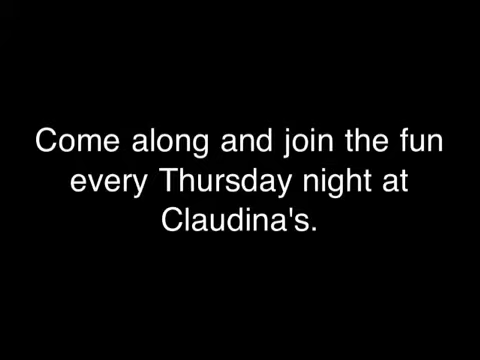 Come along and join the fun
every Thursday night at
Claudina's.